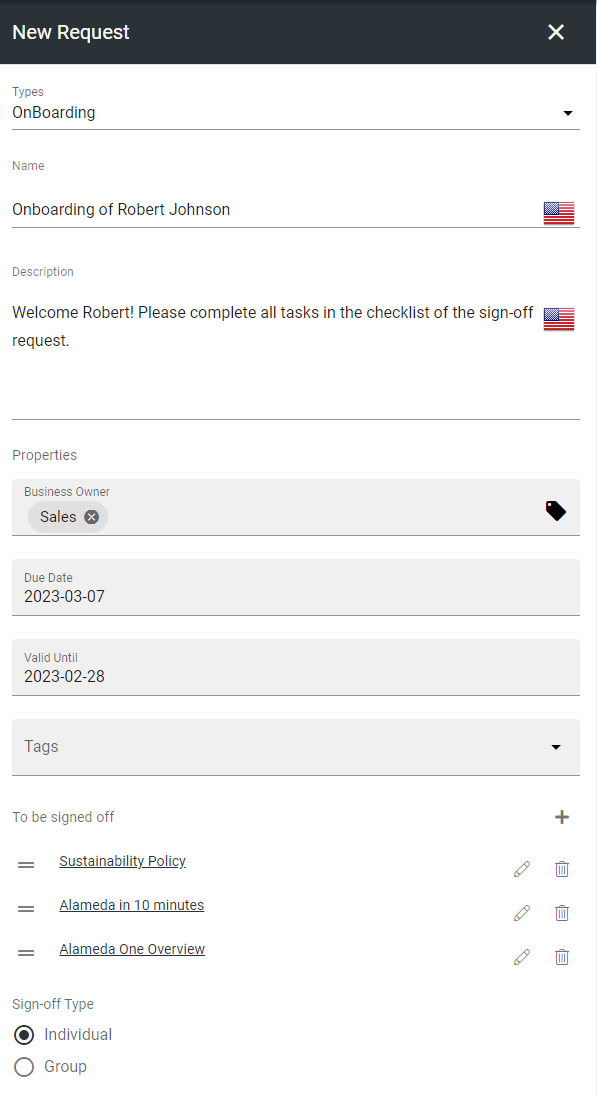 New Request
Types
OnBoarding
Name
Onboarding of Robert Johnson
Description
Welcome Robert! Please complete all tasks in the checklist of the sign-off
request.
Properties
Business Owner
Sales
Due Date
2023-03-07
Valid Until
2023-02-28
Tags
To be signed off
Sustainability Policy
Alameda in 10 minutes
Alameda One Overview
Sign-off Type
Individual
Group